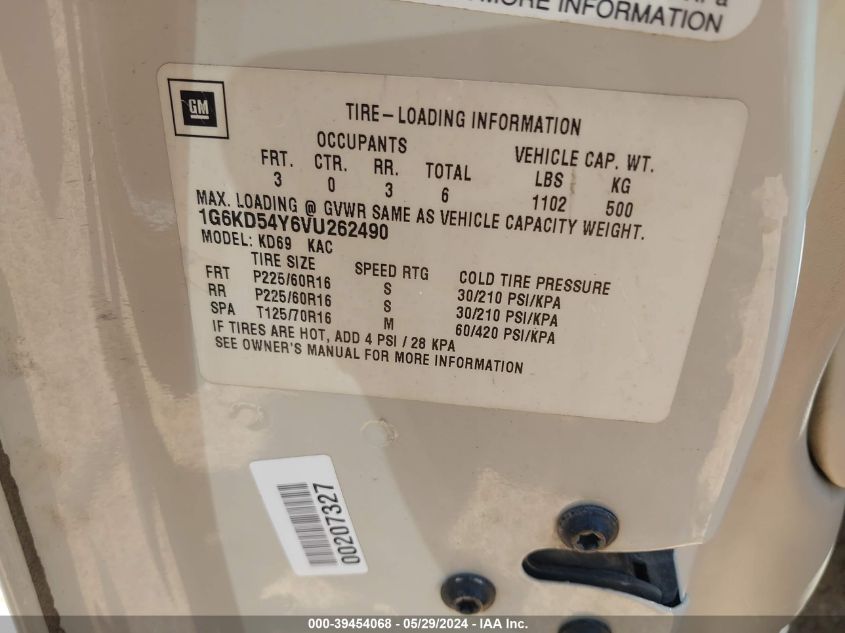 MORE INFORMATION
GM
TIRE-LOADING INFORMATION
OCCUPANTS VEHICLE CAP. WT.
FRT. CTR. RR. TOTAL LBS KG
3 0 3 6 1102 500
MAX. LOADING @ GVWR SAME AS VEHICLE CAPACITY WEIGHT.
1G6KD54Y6VU262490
MODEL: KD69 KAC
TIRE SIZE SPEED RTG COLD TIRE PRESSURE
FRT P225/60R16 S 30/210 PSI/KPA
RR P225/60R16 S 30/210 PSI/KPA
SPA T125/70R16 M 60/420 PSI/KPA
IF TIRES ARE HOT, ADD 4 PSI / 28 KPA
SEE OWNER'S MANUAL FOR MORE INFORMATION
00207327
000-39454068 - 05/29/2024 - IAA Inc.